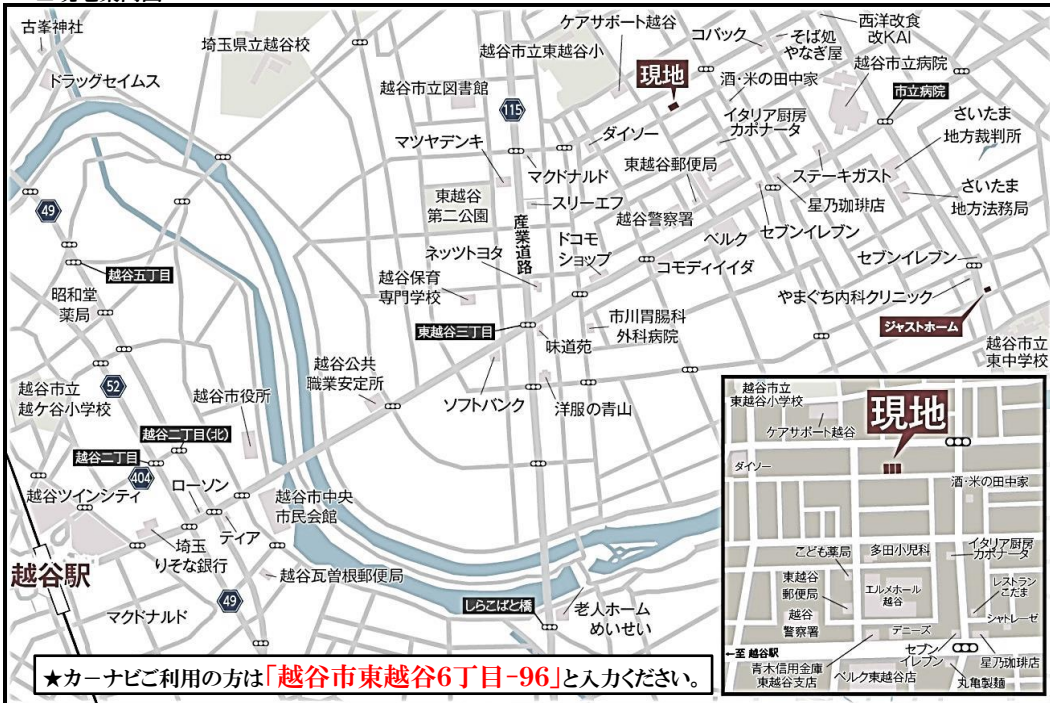 古峯神社
埼玉県立越谷校
ドラッグセイムス
越谷市立東越谷小
ケアサポート越谷
コバック
そば処
やなぎ屋
西洋改食
改KAI
越谷市立図書館
現地
酒・米の田中家
越谷市立病院
市立病院
115
マツヤデンキ
ダイソー
イタリア厨房
カポナータ
さいたま
地方裁判所
東越谷郵便局
マクドナルド
ステーキガスト
東越谷
第二公園
スリーエフ
越谷警察署
星乃珈琲店
さいたま
地方法務局
49
産業道路
ドコモ
ショップ
ベルク
セブンイレブン
ネッツトヨタ
コモディイイダ
セブンイレブン
越谷五丁目
越谷保育
専門学校
やまぐち内科クリニック
昭和堂
薬局
市川胃腸科
外科病院
ジャストホーム
東越谷三丁目
味道苑
越谷市立
東中学校
越谷公共
職業安定所
52
越谷市立
越ケ谷小学校
越谷市役所
ソフトバンク
洋服の青山
越谷二丁目(北)
越谷二丁目
404
越谷ツインシティ
ローソン
越谷市中央
市民会館
ティア
埼玉
りそな銀行
越谷駅
越谷瓦曽根郵便局
49
マクドナルド
しらこばと橋
老人ホーム
めいせい
越谷市立
東越谷小学校
現地
ケアサポート越谷
ダイソー
酒・米の田中家
こども薬局
多田小児科
イタリア厨房
カポナータ
東越谷
郵便局
エルメホール
越谷
レストラン
こだま
越谷
警察署
デニーズ
シャトレーゼ
←至 越谷駅
セブン
イレブン
星乃珈琲店
青木信用金庫
東越谷支店
ベルク東越谷店
丸亀製麺
★カーナビご利用の方は「越谷市東越谷6丁目-96」と入力ください。